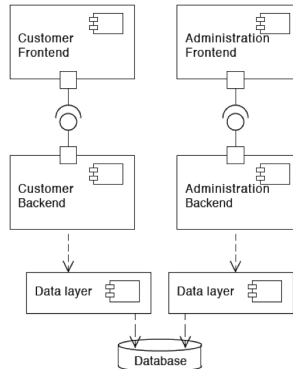 Customer
Frontend
Administration
Frontend
Customer
Backend
Administration
Backend
Data layer
Data layer
Database